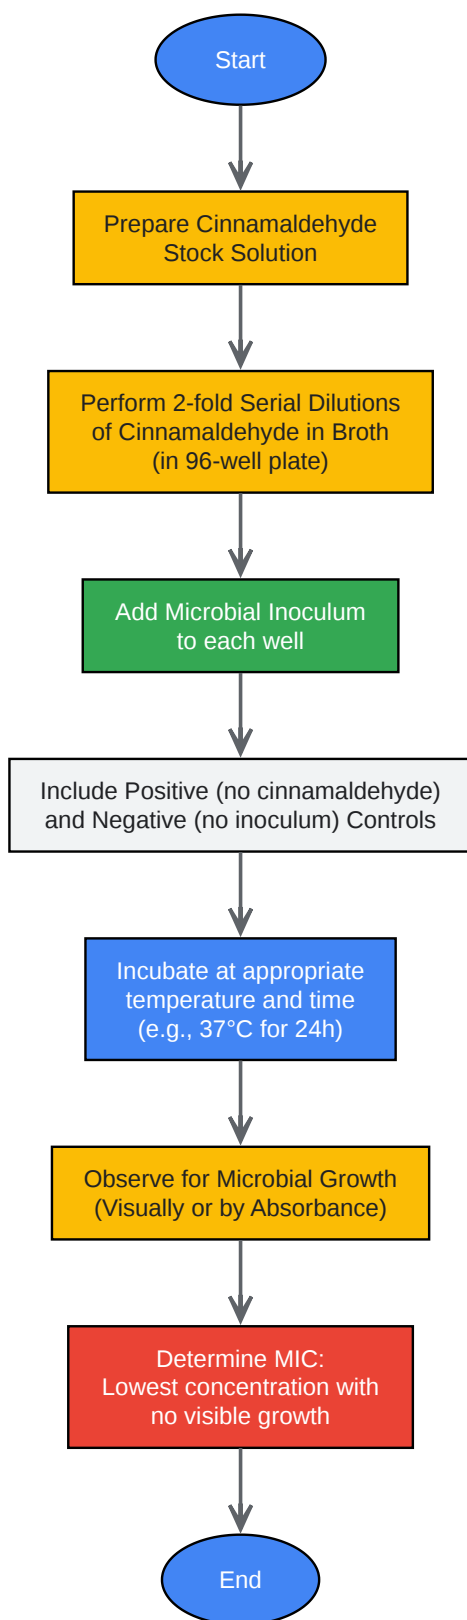 Start
Prepare Cinnamaldehyde
Stock Solution
Perform 2-fold Serial Dilutions
of Cinnamaldehyde in Broth
(in 96-well plate)
Add Microbial Inoculum
to each well
Include Positive (no cinnamaldehyde)
and Negative (no inoculum) Controls
Incubate at appropriate
temperature and time
(e.g., 37°C for 24h)
Observe for Microbial Growth
(Visually or by Absorbance)
Determine MIC:
Lowest concentration with
no visible growth
End